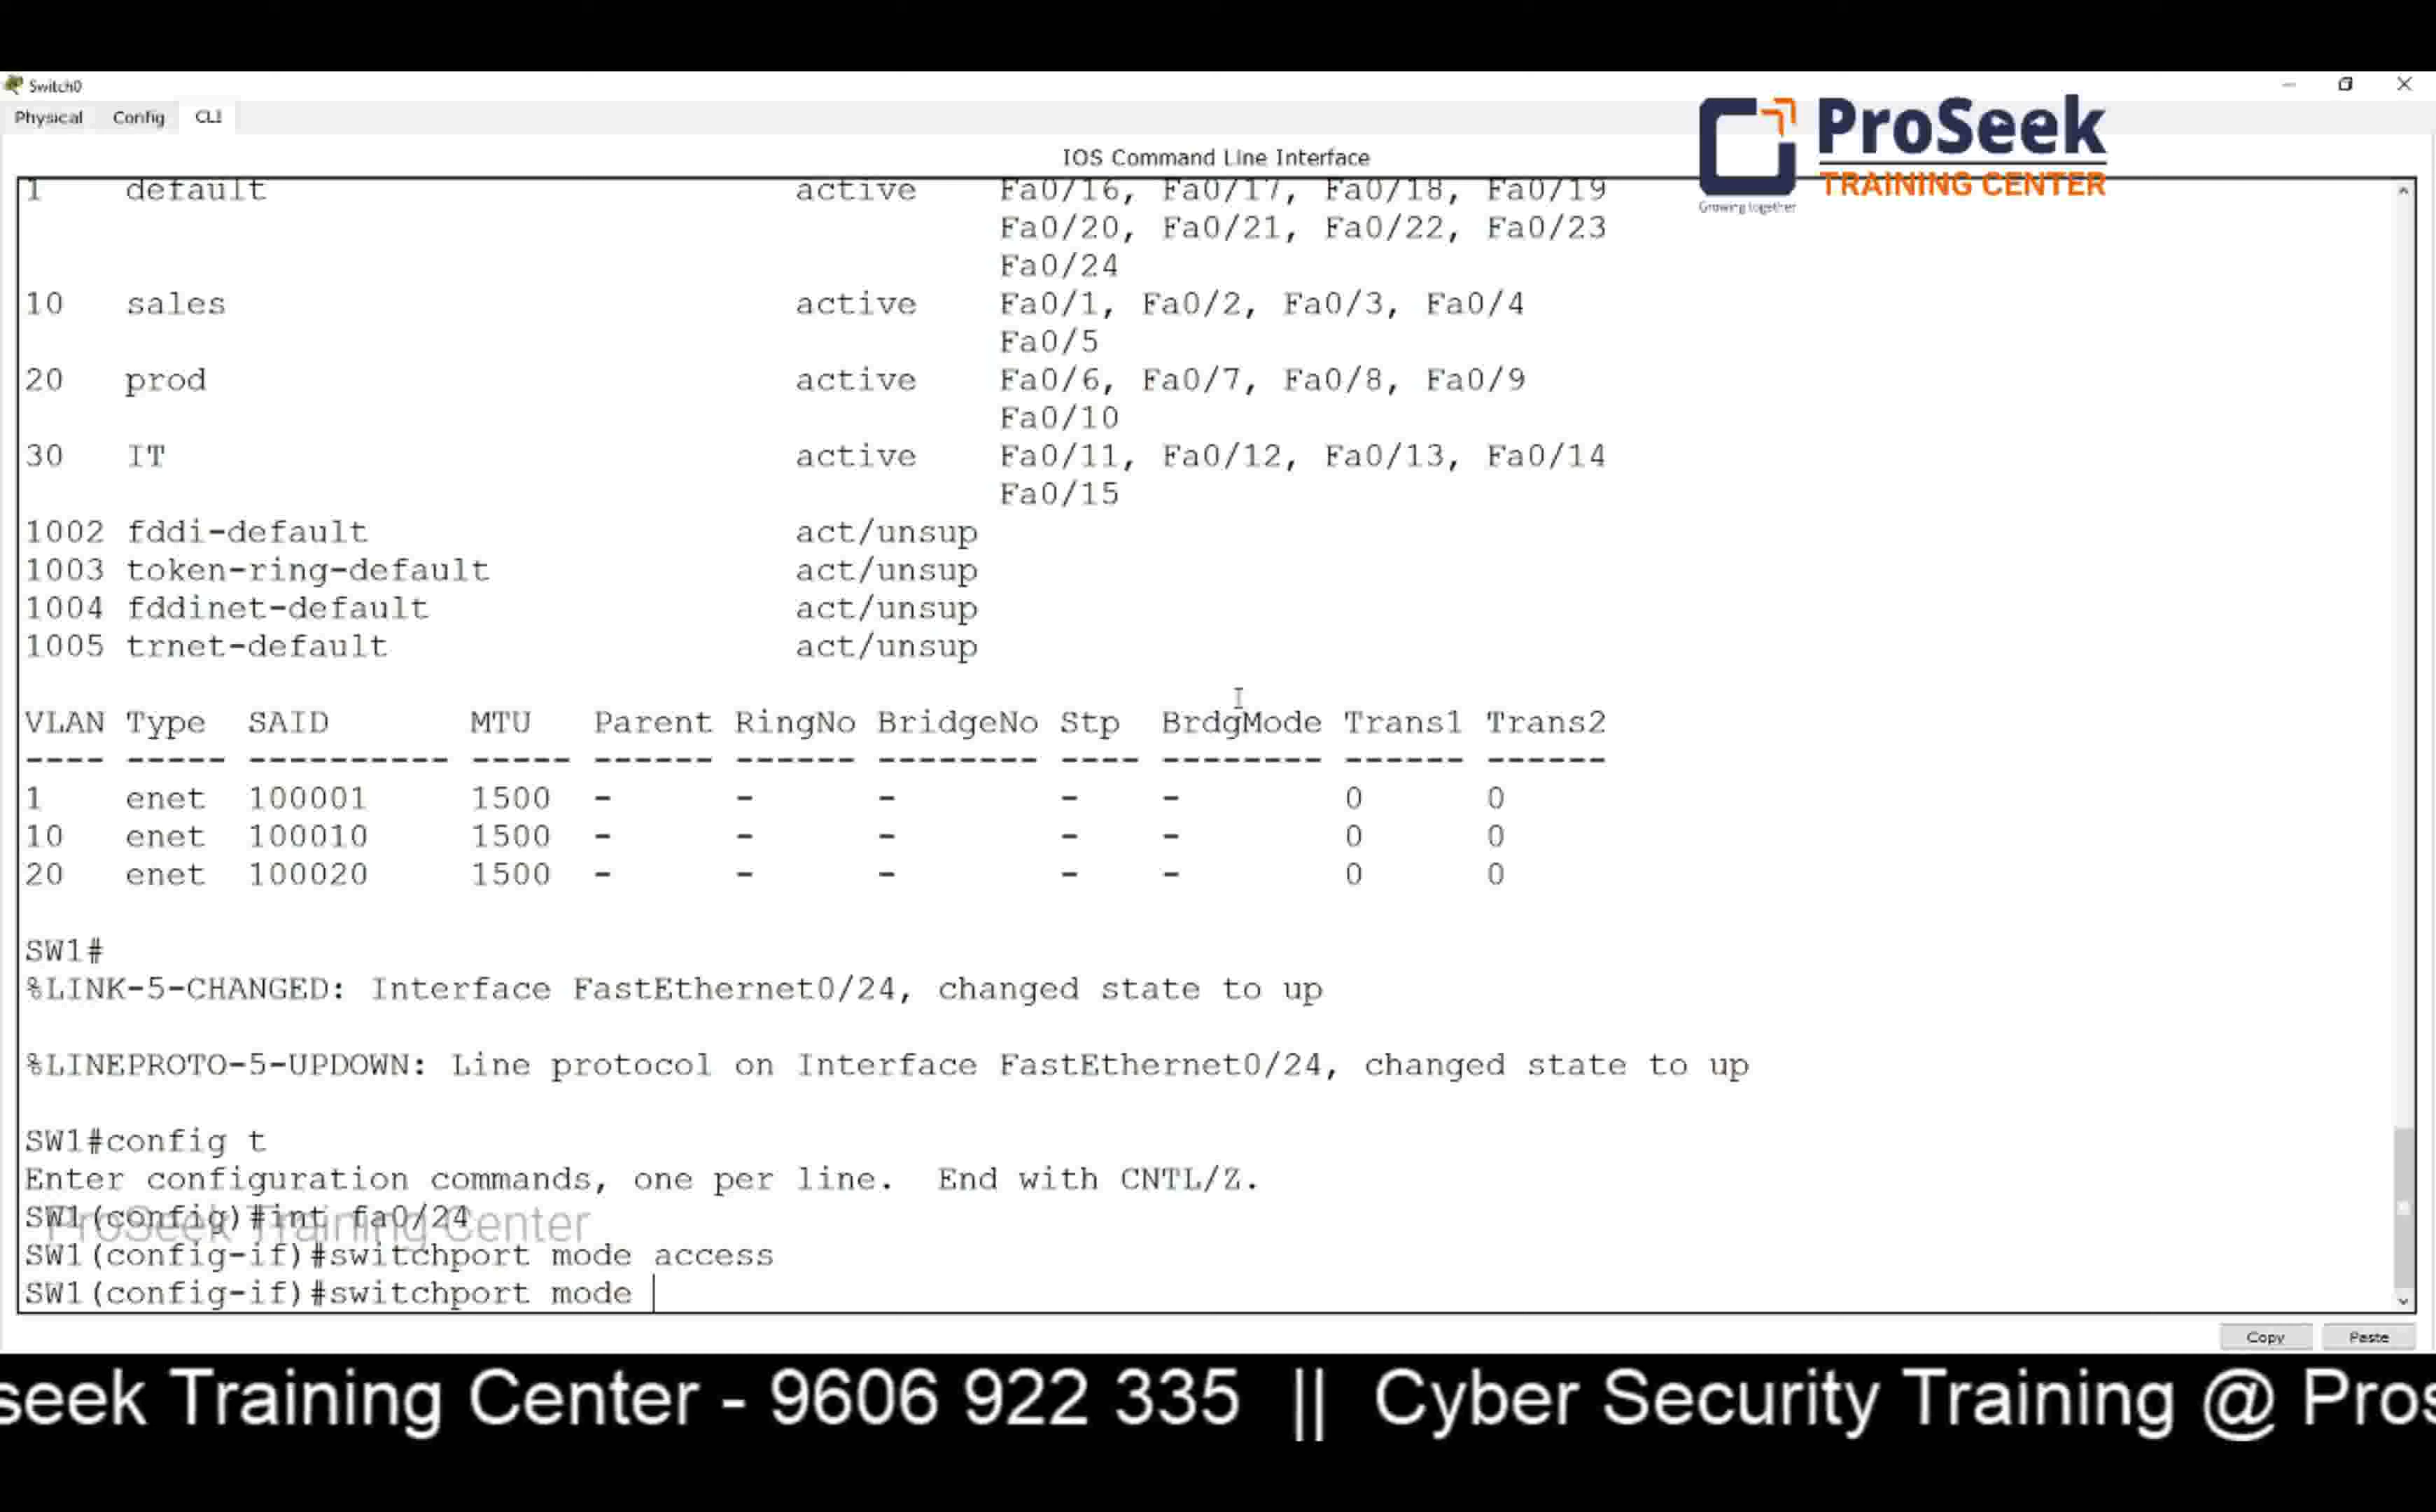 Switch0
Physical Config CLI
ProSeek
TRAINING CENTER
Growing together
IOS Command Line Interface
1 default active Fa0/16, Fa0/17, Fa0/18, Fa0/19
Fa0/20, Fa0/21, Fa0/22, Fa0/23
Fa0/24
10 sales active Fa0/1, Fa0/2, Fa0/3, Fa0/4
Fa0/5
20 prod active Fa0/6, Fa0/7, Fa0/8, Fa0/9
Fa0/10
30 IT active Fa0/11, Fa0/12, Fa0/13, Fa0/14
Fa0/15
1002 fddi-default act/unsup
1003 token-ring-default act/unsup
1004 fddinet-default act/unsup
1005 trnet-default act/unsup
VLAN Type SAID MTU Parent RingNo BridgeNo Stp BrdgMode Trans1 Trans2
---- ----- ---------- ----- ------ ------ -------- ---- -------- ------ ------
1 enet 100001 1500 - - - - - 0 0
10 enet 100010 1500 - - - - - 0 0
20 enet 100020 1500 - - - - - 0 0
SW1#
%LINK-5-CHANGED: Interface FastEthernet0/24, changed state to up
%LINEPROTO-5-UPDOWN: Line protocol on Interface FastEthernet0/24, changed state to up
SW1#config t
Enter configuration commands, one per line. End with CNTL/Z.
SW1(config)#int fa0/24
ProSeek Training Center
SW1(config-if)#switchport mode access
SW1(config-if)#switchport mode
Copy Paste
seek Training Center - 9606 922 335 || Cyber Security Training @ Pros